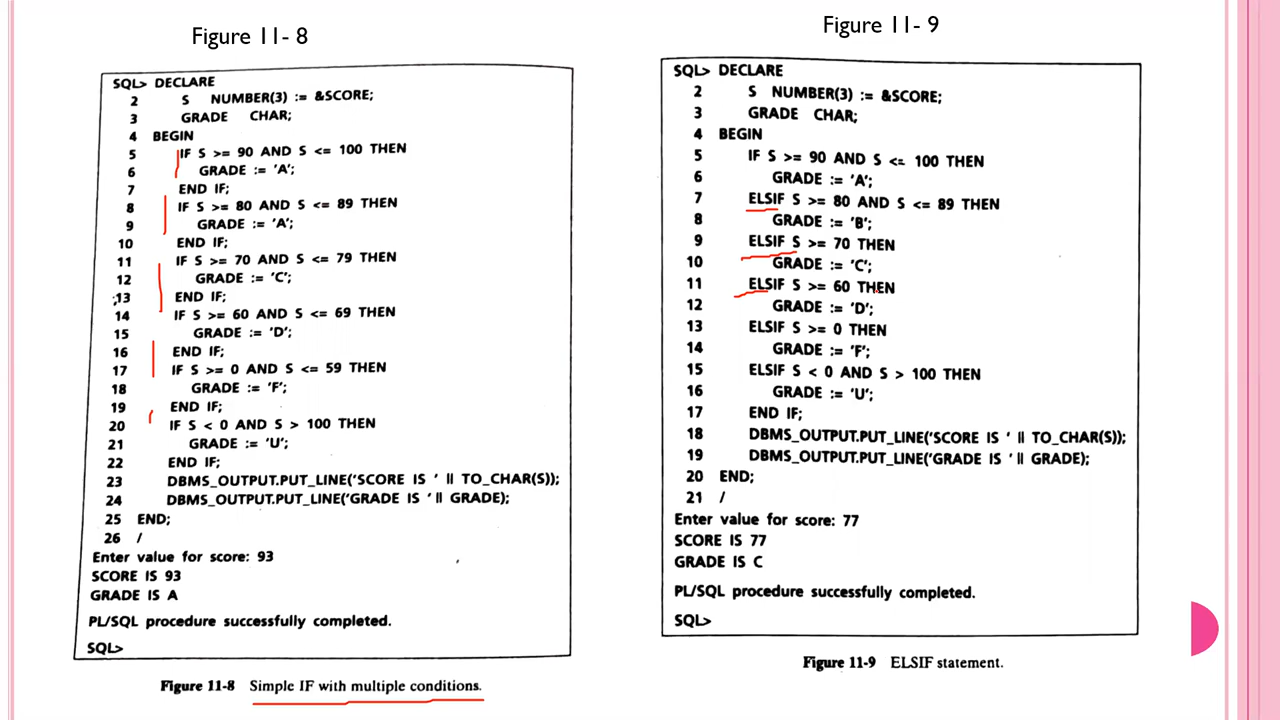 Figure 11- 8
SQL> DECLARE
2 S NUMBER(3) := &SCORE;
3 GRADE CHAR;
4 BEGIN
5 IF S >= 90 AND S <= 100 THEN
6 GRADE := 'A';
7 END IF;
8 IF S >= 80 AND S <= 89 THEN
9 GRADE := 'A';
10 END IF;
11 IF S >= 70 AND S <= 79 THEN
12 GRADE := 'C';
13 END IF;
14 IF S >= 60 AND S <= 69 THEN
15 GRADE := 'D';
16 END IF;
17 IF S >= 0 AND S <= 59 THEN
18 GRADE := 'F';
19 END IF;
20 IF S < 0 AND S > 100 THEN
21 GRADE := 'U';
22 END IF;
23 DBMS_OUTPUT.PUT_LINE('SCORE IS ' || TO_CHAR(S));
24 DBMS_OUTPUT.PUT_LINE('GRADE IS ' || GRADE);
25 END;
26 /
Enter value for score: 93
SCORE IS 93
GRADE IS A
PL/SQL procedure successfully completed.
SQL>
Figure 11-8 Simple IF with multiple conditions.
Figure 11- 9
SQL> DECLARE
2 S NUMBER(3) := &SCORE;
3 GRADE CHAR;
4 BEGIN
5 IF S >= 90 AND S <= 100 THEN
6 GRADE := 'A';
7 ELSIF S >= 80 AND S <= 89 THEN
8 GRADE := 'B';
9 ELSIF S >= 70 THEN
10 GRADE := 'C';
11 ELSIF S >= 60 THEN
12 GRADE := 'D';
13 ELSIF S >= 0 THEN
14 GRADE := 'F';
15 ELSIF S < 0 AND S > 100 THEN
16 GRADE := 'U';
17 END IF;
18 DBMS_OUTPUT.PUT_LINE('SCORE IS ' || TO_CHAR(S));
19 DBMS_OUTPUT.PUT_LINE('GRADE IS ' || GRADE);
20 END;
21 /
Enter value for score: 77
SCORE IS 77
GRADE IS C
PL/SQL procedure successfully completed.
SQL>
Figure 11-9 ELSIF statement.